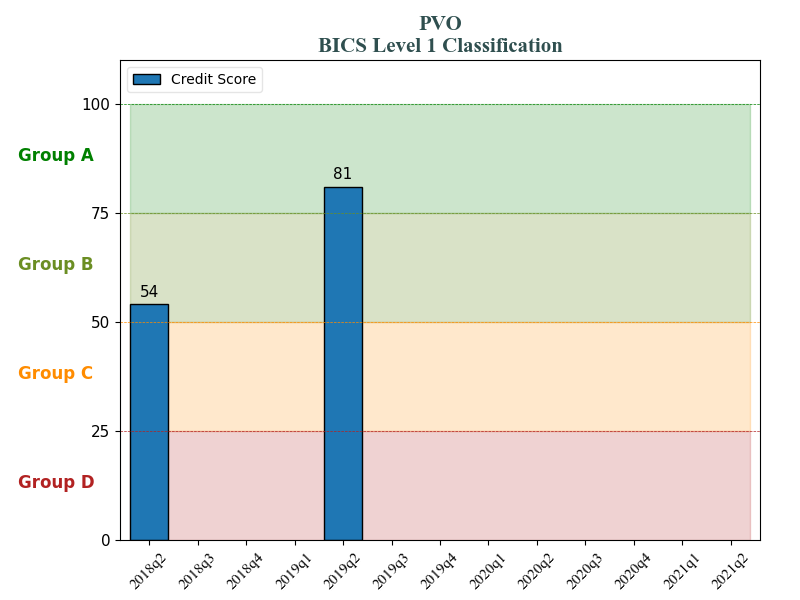 PVO
BICS Level 1 Classification
Credit Score
100
Group A
81
75
Group B
54
50
Group C
25
Group D
0
2018q2 2018q3 2018q4 2019q1 2019q2 2019q3 2019q4 2020q1 2020q2 2020q3 2020q4 2021q1 2021q2